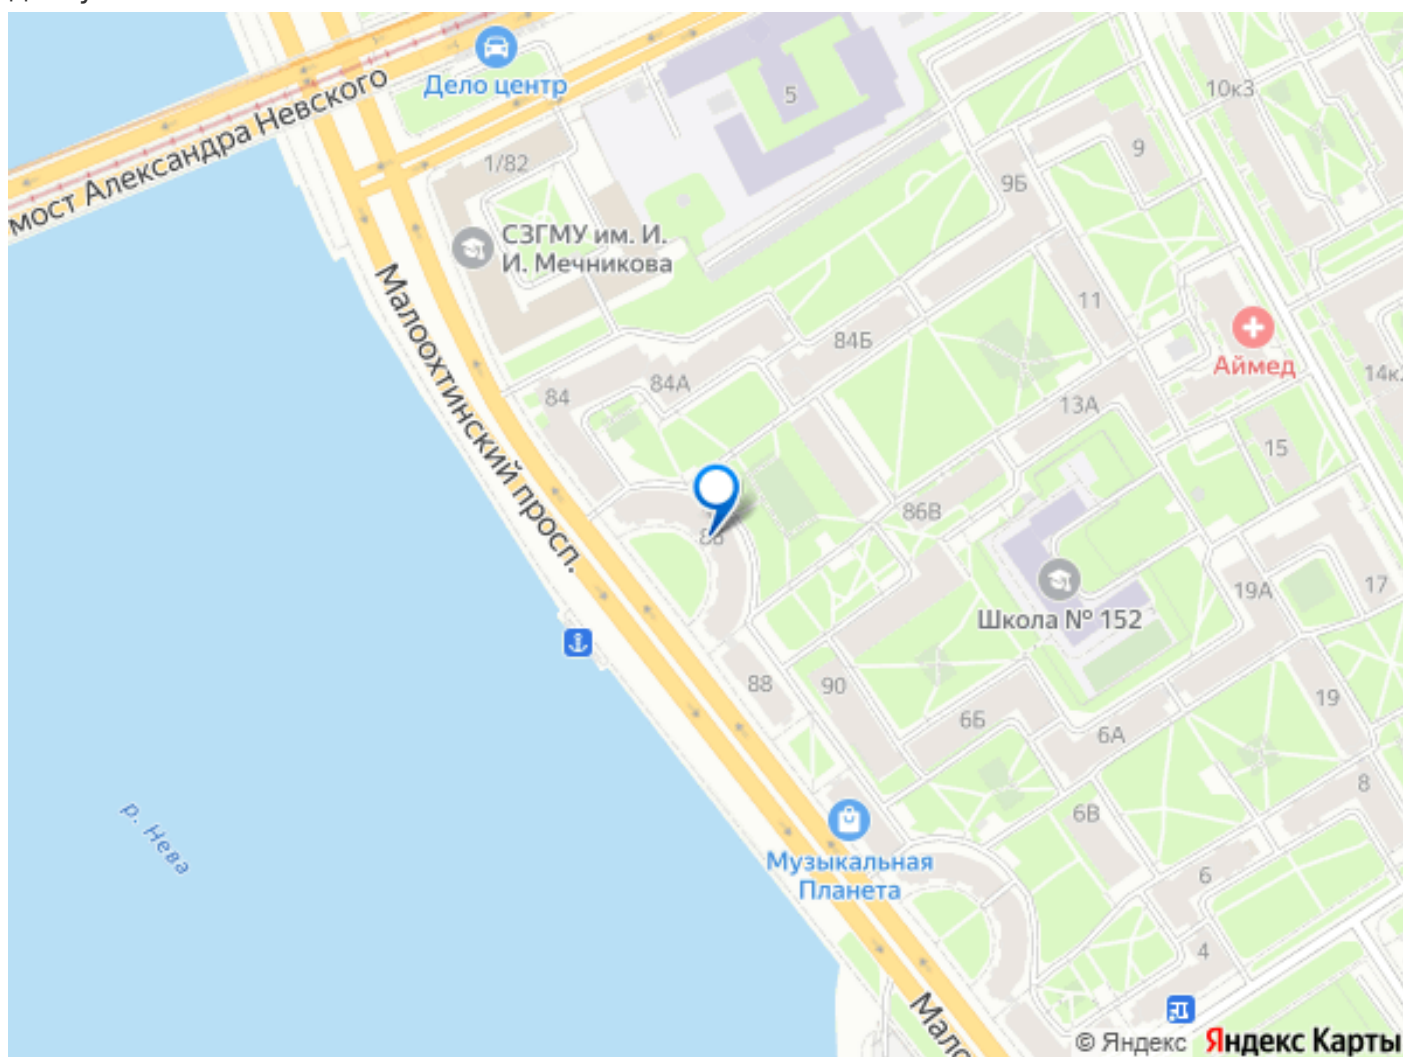 Дело центр
мост Александра Невского
5
10к3
1/82
9
9Б
СЗГМУ им. И.
И. Мечникова
Малоохтинский просп.
11
84Б
Аймед
84А
14к
84
13А
15
86В
Школа № 152
19А
17
88
90
19
6Б
6А
8
6В
р. Нева
Музыкальная
Планета
6
4
Мало
© Яндекс Яндекс Карты